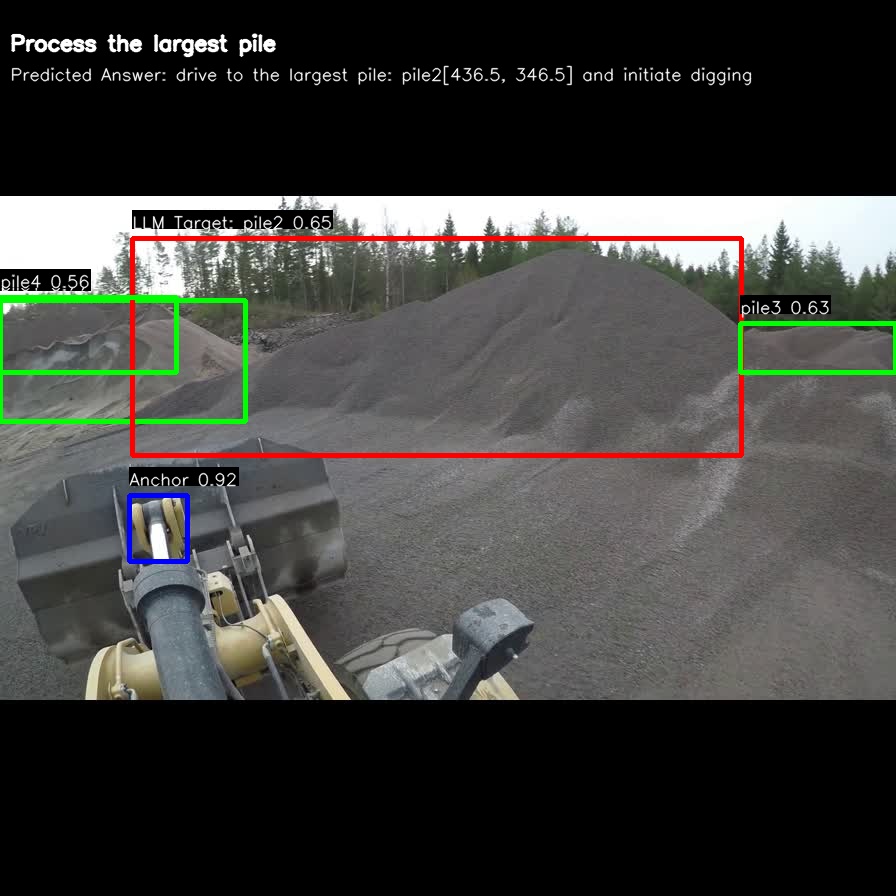 Process the largest pile
Predicted Answer: drive to the largest pile: pile2[436.5, 346.5] and initiate digging
LLM Target: pile2 0.65
pile4 0.56
pile3 0.63
Anchor 0.92